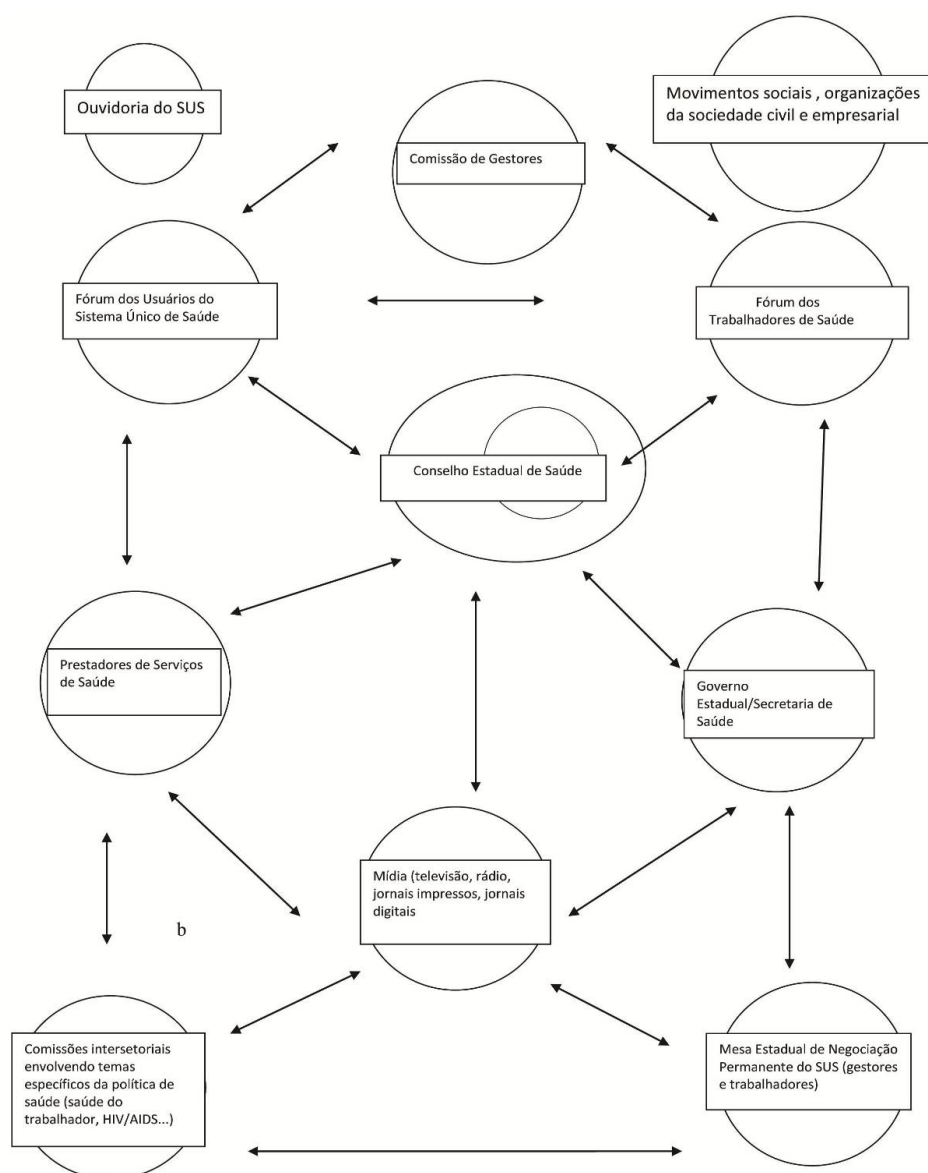 Ouvidoria do SUS
Movimentos sociais , organizações
da sociedade civil e empresarial
Comissão de Gestores
Fórum dos Usuários do
Sistema Único de Saúde
Fórum dos
Trabalhadores de Saúde
Conselho Estadual de Saúde
Prestadores de Serviços
de Saúde
Governo
Estadual/Secretaria de
Saúde
Mídia (televisão, rádio,
jornais impressos, jornais
digitais
b
Comissões intersetoriais
envolvendo temas
específicos da política de
saúde (saúde do
trabalhador, HIV/AIDS...)
Mesa Estadual de Negociação
Permanente do SUS (gestores
e trabalhadores)